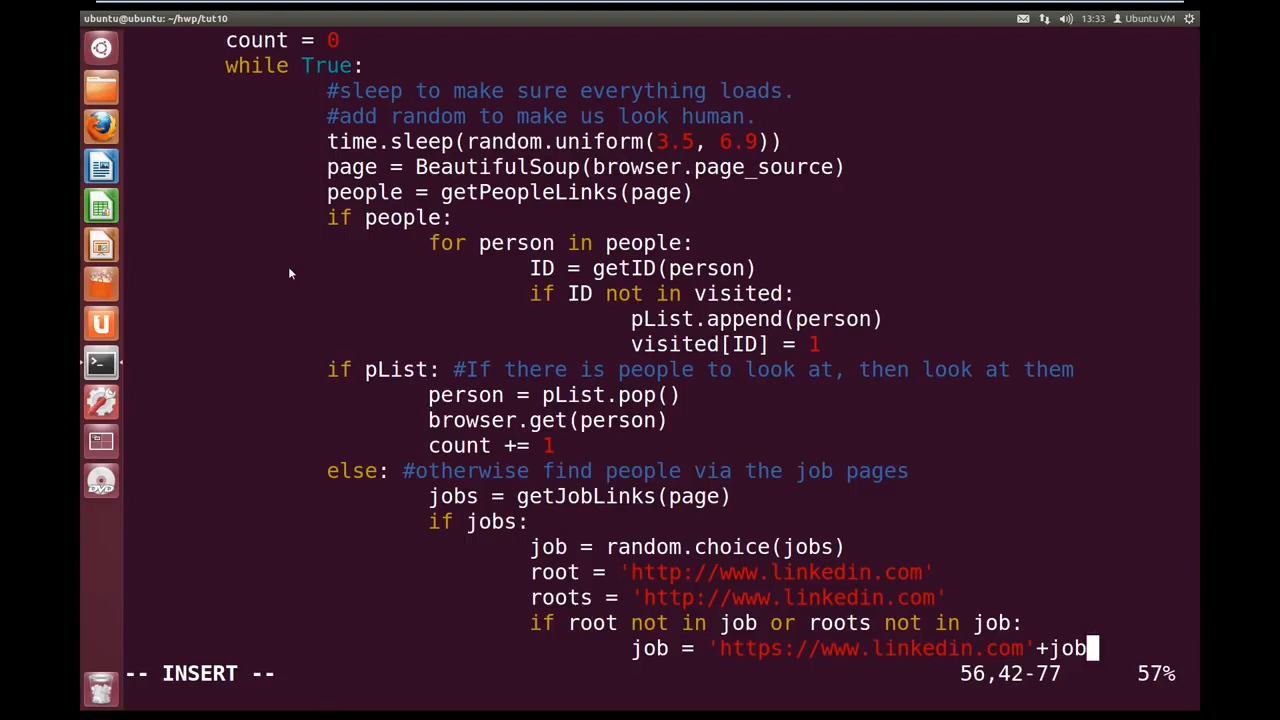 ubuntu@ubuntu: ~/hwp/tut10
13:33 Ubuntu VM
count = 0
while True:
#sleep to make sure everything loads.
#add random to make us look human.
time.sleep(random.uniform(3.5, 6.9))
page = BeautifulSoup(browser.page_source)
people = getPeopleLinks(page)
if people:
for person in people:
ID = getID(person)
if ID not in visited:
pList.append(person)
visited[ID] = 1
if pList: #If there is people to look at, then look at them
person = pList.pop()
browser.get(person)
count += 1
else: #otherwise find people via the job pages
jobs = getJobLinks(page)
if jobs:
job = random.choice(jobs)
root = 'http://www.linkedin.com'
roots = 'http://www.linkedin.com'
if root not in job or roots not in job:
job = 'https://www.linkedin.com'+job
-- INSERT --
56,42-77
57%